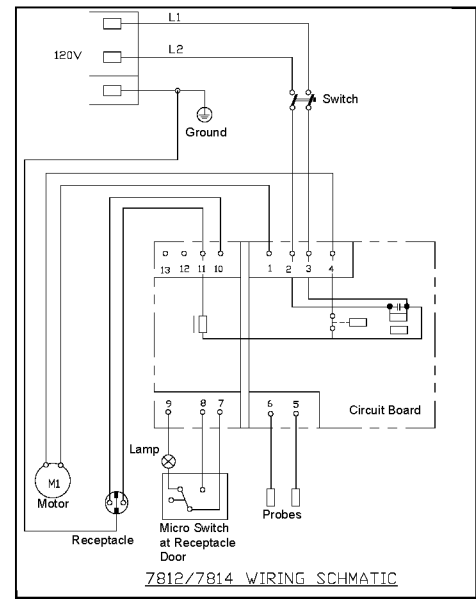 L1
120V
L2
Switch
Ground
13 12 11 10 1 2 3 4
9 8 7 6 5
Circuit Board
Lamp
M1
Motor
Receptacle
Micro Switch
at Receptacle
Door
Probes
7812/7814 WIRING SCHMATIC